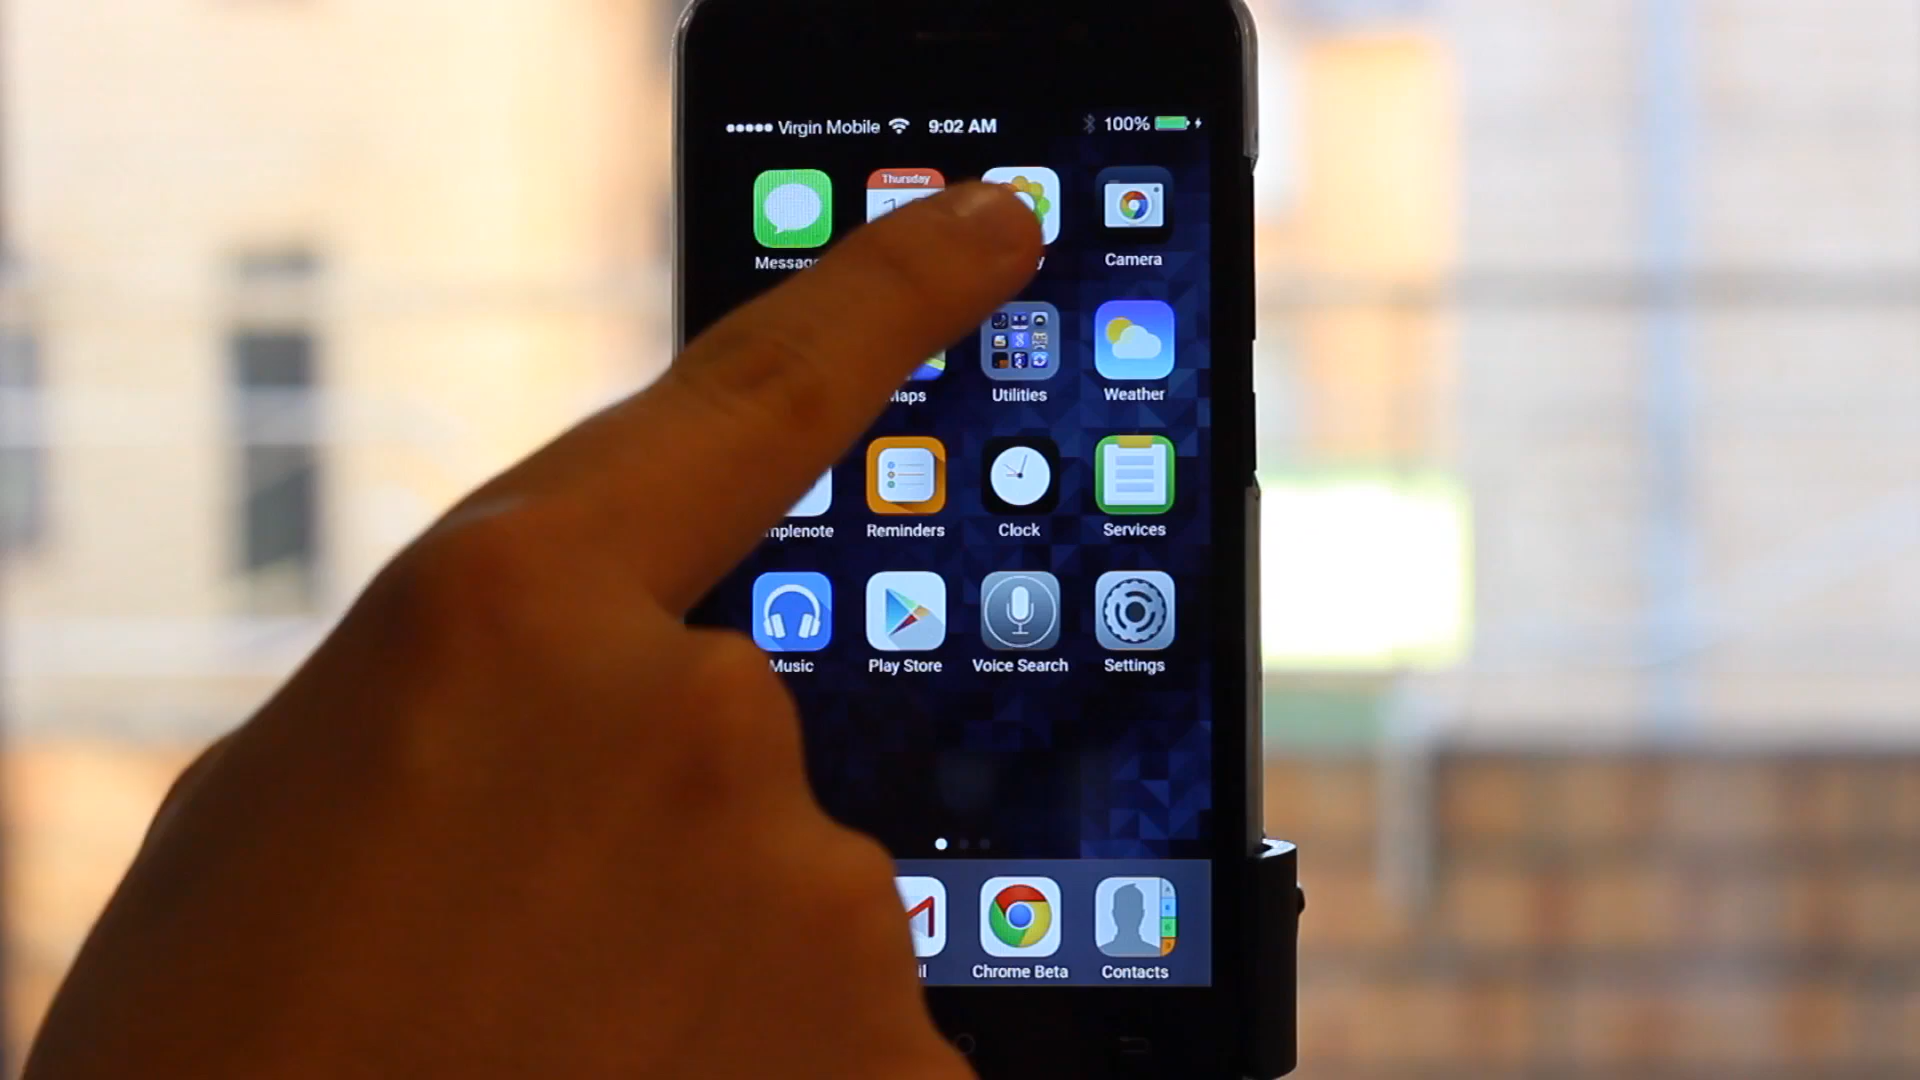 Virgin Mobile 9:02 AM 100%
Thursday
Camera
Utilities Weather
Reminders Clock Services
Music Play Store Voice Search Settings
Chrome Beta Contacts